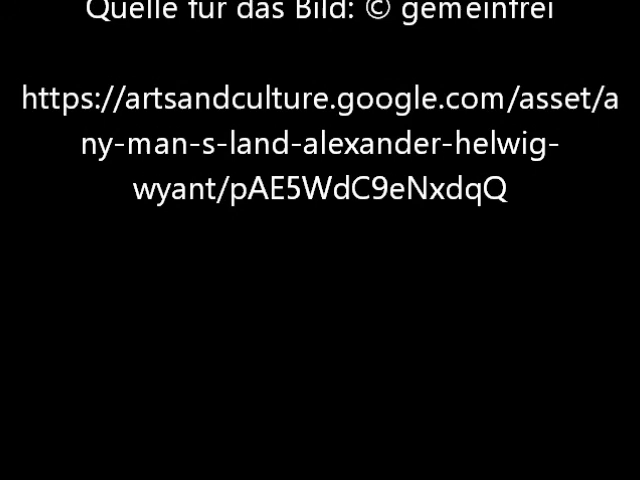 Quelle für das Bild: © gemeinfrei
https://artsandculture.google.com/asset/a
ny-man-s-land-alexander-helwig-
wyant/pAE5WdC9eNxdqQ